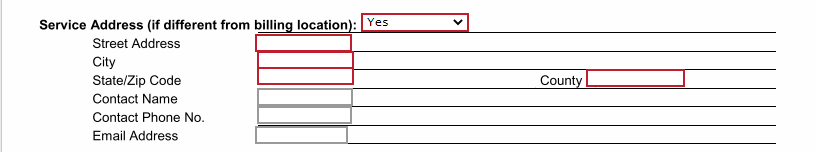 Service Address (if different from billing location): Yes
Street Address
City
State/Zip Code County
Contact Name
Contact Phone No.
Email Address